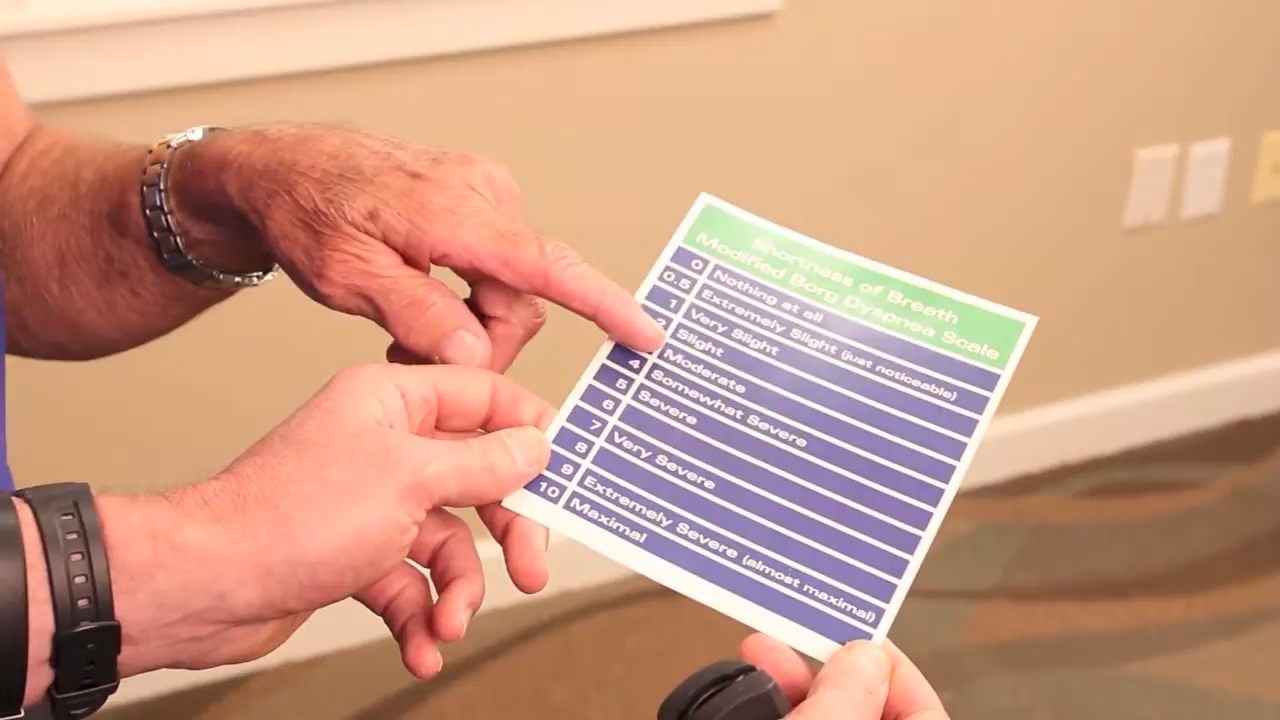 Shortness of Breath
Modified Borg Dyspnea Scale
0 Nothing at all
0.5 Extremely Slight (just noticeable)
1 Very Slight
2 Slight
Moderate
4 Somewhat Severe
5 Severe
6
7 Very Severe
8
9 Extremely Severe (almost maximal)
10 Maximal